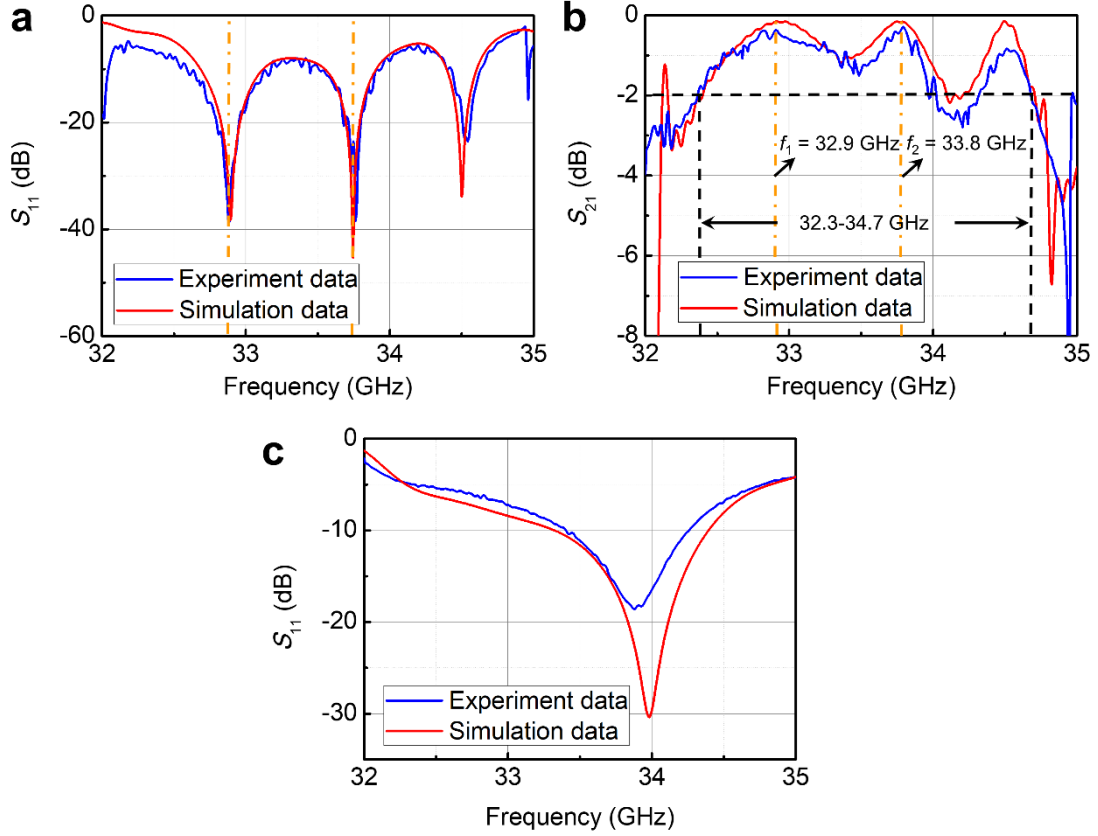 a
0
-20
-40
-60
S11 (dB)
Experiment data
Simulation data
32
33
34
35
Frequency (GHz)
b
0
-2
-4
-6
-8
S21 (dB)
f1 = 32.9 GHz
f2 = 33.8 GHz
32.3-34.7 GHz
Experiment data
Simulation data
32
33
34
35
Frequency (GHz)
c
0
-10
-20
-30
S11 (dB)
Experiment data
Simulation data
32
33
34
35
Frequency (GHz)